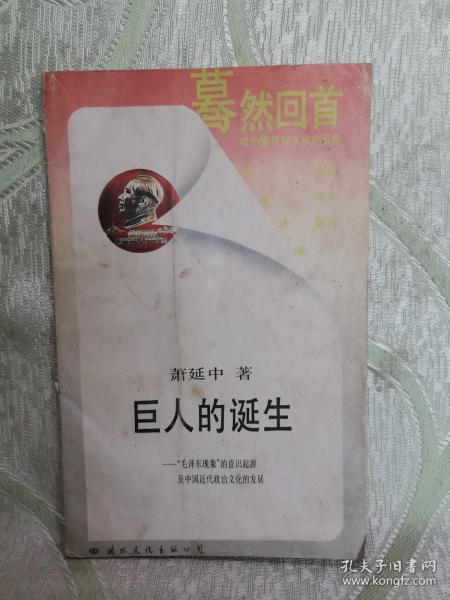 蓦然回首
对中国传统文化的反思
萧延中 著
巨人的诞生
——“毛泽东现象”的意识起源
及中国近代政治文化的发展
国际文化出版公司
孔夫子旧书网
www.kongfz.com